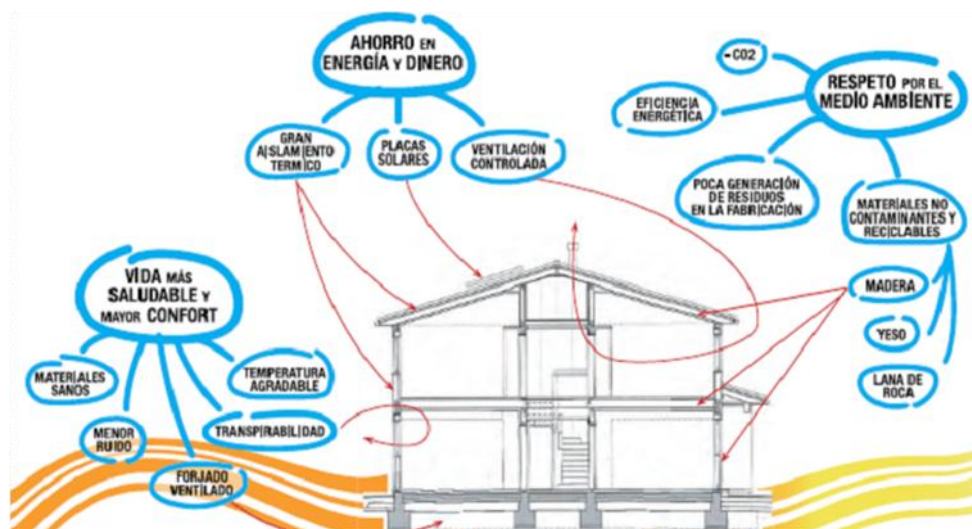 AHORRO EN
ENERGÍA Y DINERO
GRAN
AISLAMIENTO
TERMICO
PLACAS
SOLARES
VENTILACIÓN
CONTROLADA
-CO2
RESPETO POR EL
MEDIO AMBIENTE
EFICIENCIA
ENERGÉTICA
POCA GENERACIÓN
DE RESIDUOS
EN LA FABRICACIÓN
MATERIALES NO
CONTAMINANTES Y
RECICLABLES
MADERA
YESO
LANA DE
ROCA
VIDA MÁS
SALUDABLE Y
MAYOR CONFORT
MATERIALES
SANOS
MENOR
RUIDO
FORJADO
VENTILADO
TRANSPIRABILIDAD
TEMPERATURA
AGRADABLE